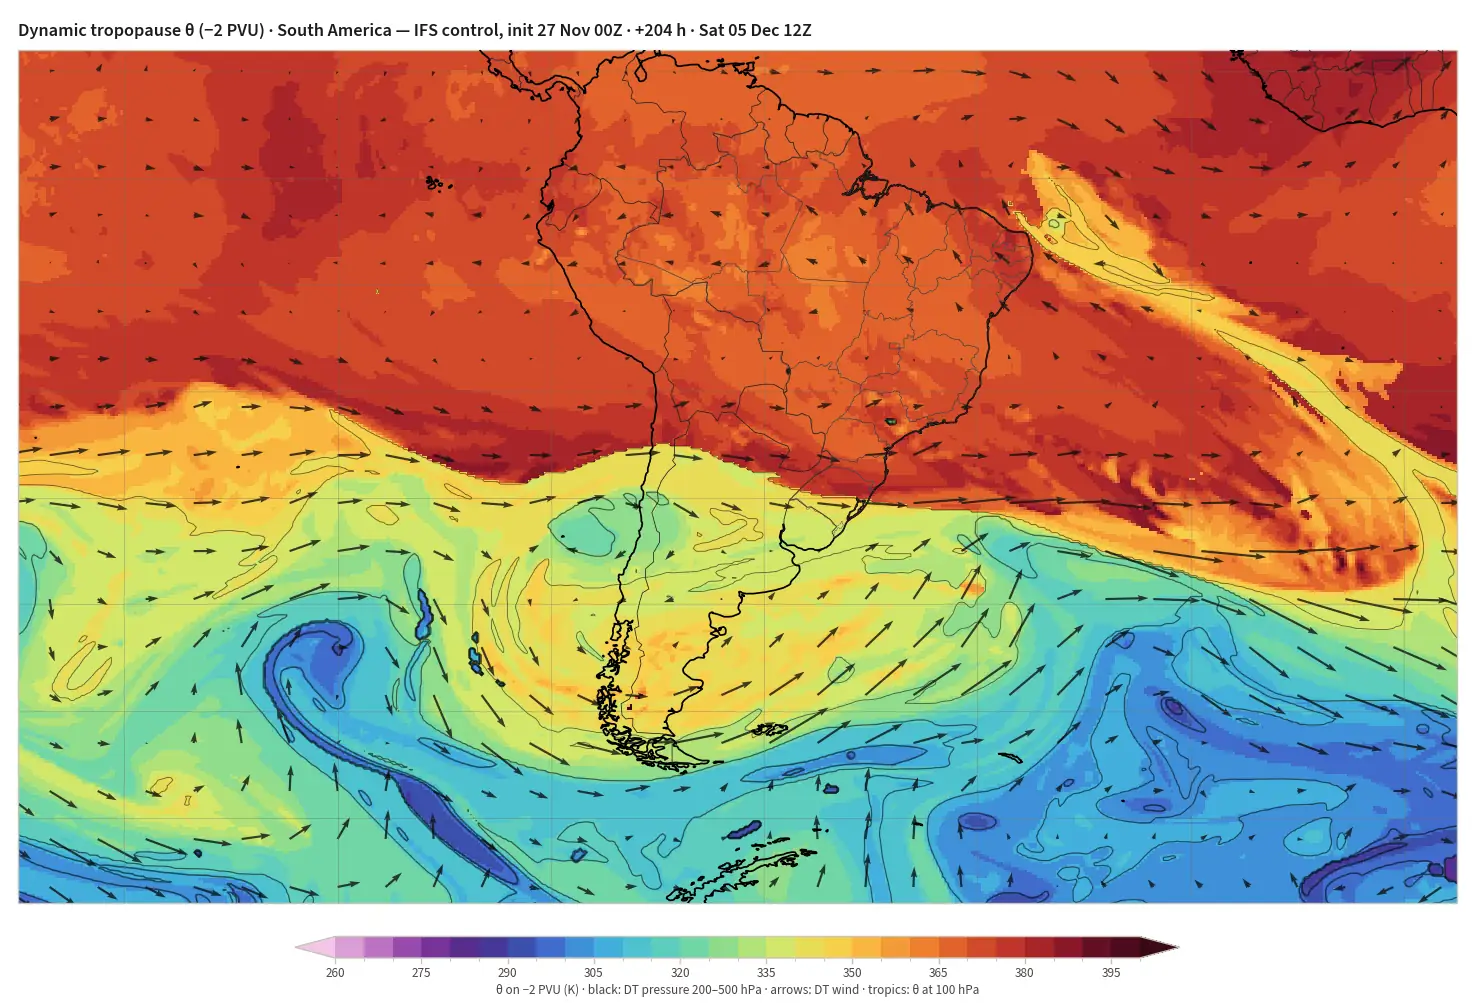 Dynamic tropopause θ (−2 PVU) · South America — IFS control, init 27 Nov 00Z · +204 h · Sat 05 Dec 12Z
260 275 290 305 320 335 350 365 380 395
θ on −2 PVU (K) · black: DT pressure 200–500 hPa · arrows: DT wind · tropics: θ at 100 hPa